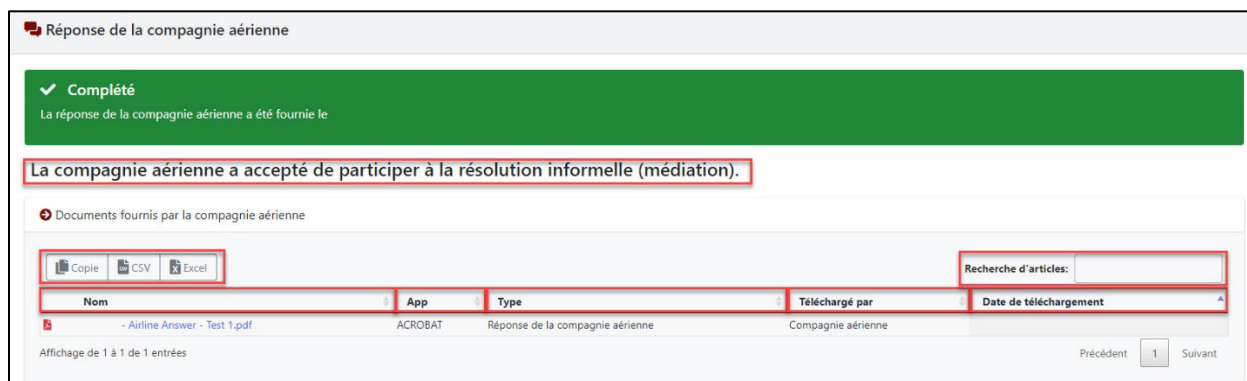 Réponse de la compagnie aérienne
Complété
La réponse de la compagnie aérienne a été fournie le
La compagnie aérienne a accepté de participer à la résolution informelle (médiation).
Documents fournis par la compagnie aérienne
Copie CSV Excel Recherche d'articles:
Nom App Type Téléchargé par Date de téléchargement
- Airline Answer - Test 1.pdf ACROBAT Réponse de la compagnie aérienne Compagnie aérienne
Affichage de 1 à 1 de 1 entrées Précédent 1 Suivant